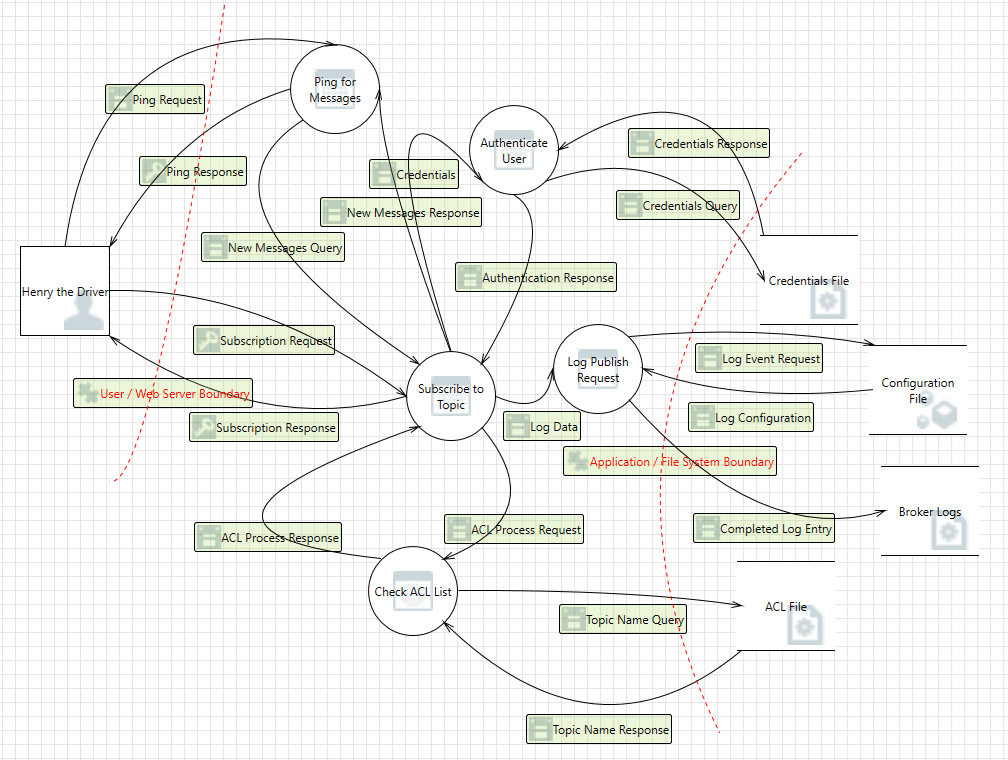 Ping for
Messages
Ping Request
Authenticate
User
Credentials Response
Ping Response
Credentials
Credentials Query
New Messages Response
New Messages Query
Authentication Response
Credentials File
Henry the Driver
Subscription Request
Log Publish
Request
Log Event Request
Configuration
File
User / Web Server Boundary
Subscribe to
Topic
Log Configuration
Subscription Response
Log Data
Application / File System Boundary
Broker Logs
ACL Process Response
ACL Process Request
Completed Log Entry
Check ACL List
ACL File
Topic Name Query
Topic Name Response